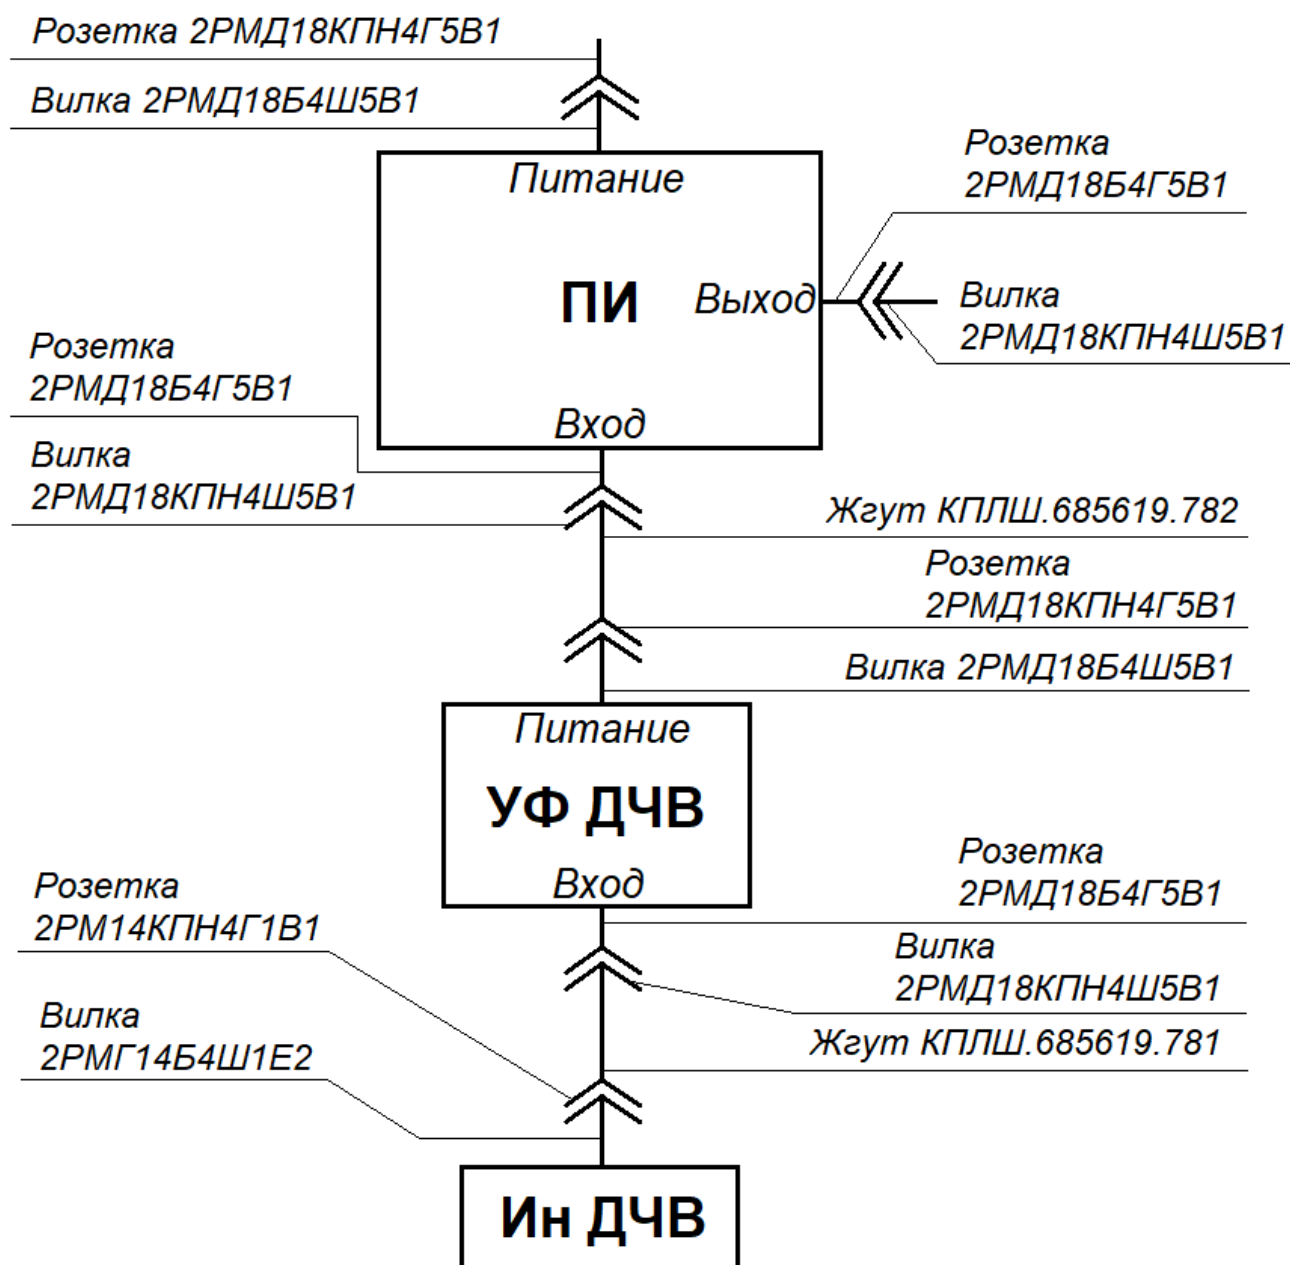 Розетка 2РМД18КПН4Г5В1
Вилка 2РМД18Б4Ш5В1
Питание
Розетка
2РМД18Б4Г5В1
ПИ
Выход
Вилка
2РМД18КПН4Ш5В1
Розетка
2РМД18Б4Г5В1
Вход
Вилка
2РМД18КПН4Ш5В1
Жгут КПЛШ.685619.782
Розетка
2РМД18КПН4Г5В1
Вилка 2РМД18Б4Ш5В1
Питание
УФ ДЧВ
Вход
Розетка
2РМД18Б4Г5В1
Розетка
2РМ14КПН4Г1В1
Вилка
2РМД18КПН4Ш5В1
Вилка
2РМГ14Б4Ш1Е2
Жгут КПЛШ.685619.781
Ин ДЧВ